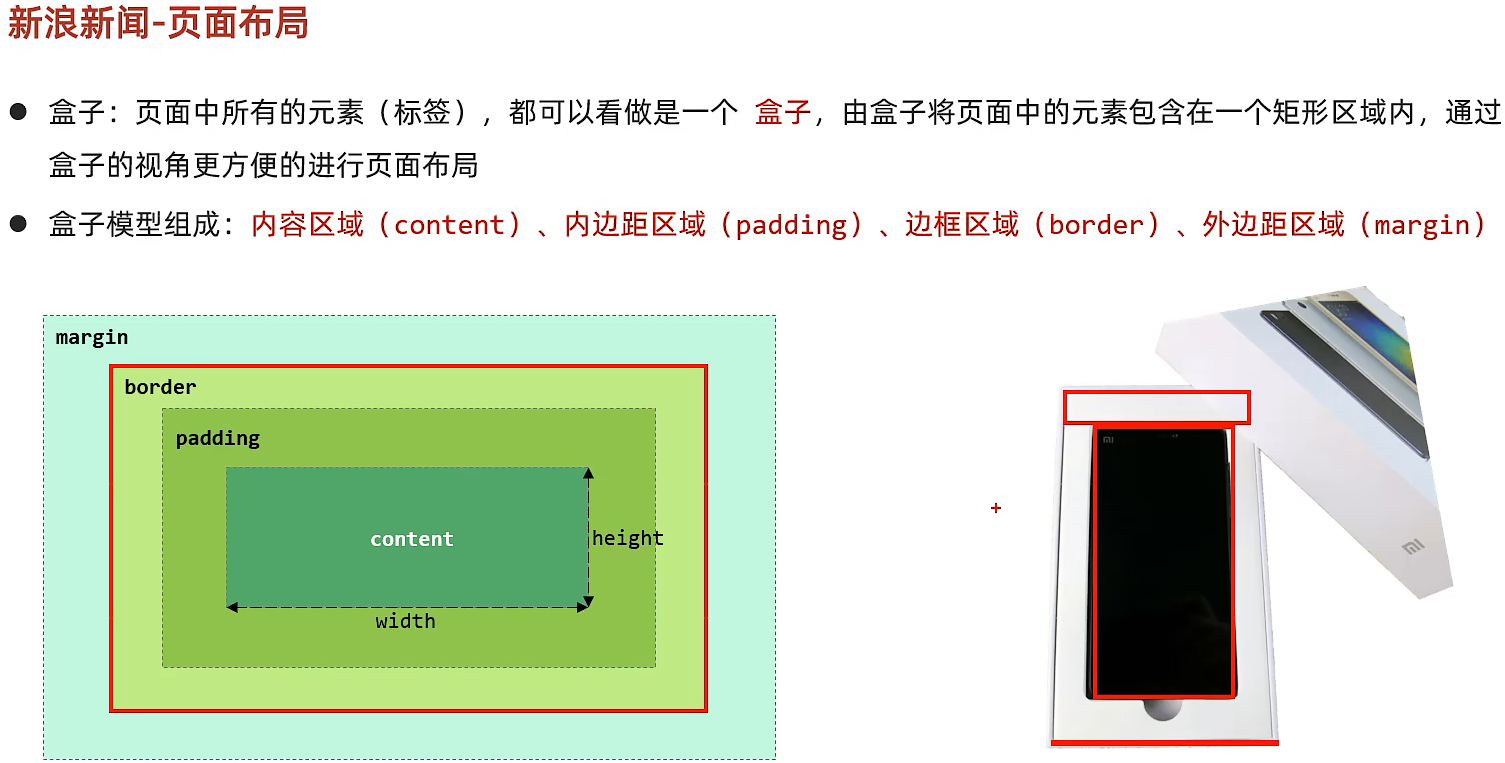 新浪新闻-页面布局
● 盒子：页面中所有的元素（标签），都可以看做是一个 盒子，由盒子将页面中的元素包含在一个矩形区域内，通过
盒子的视角更方便的进行页面布局
● 盒子模型组成：内容区域（content）、内边距区域（padding）、边框区域（border）、外边距区域（margin）
margin
border
padding
content
height
width
+
MI
MI